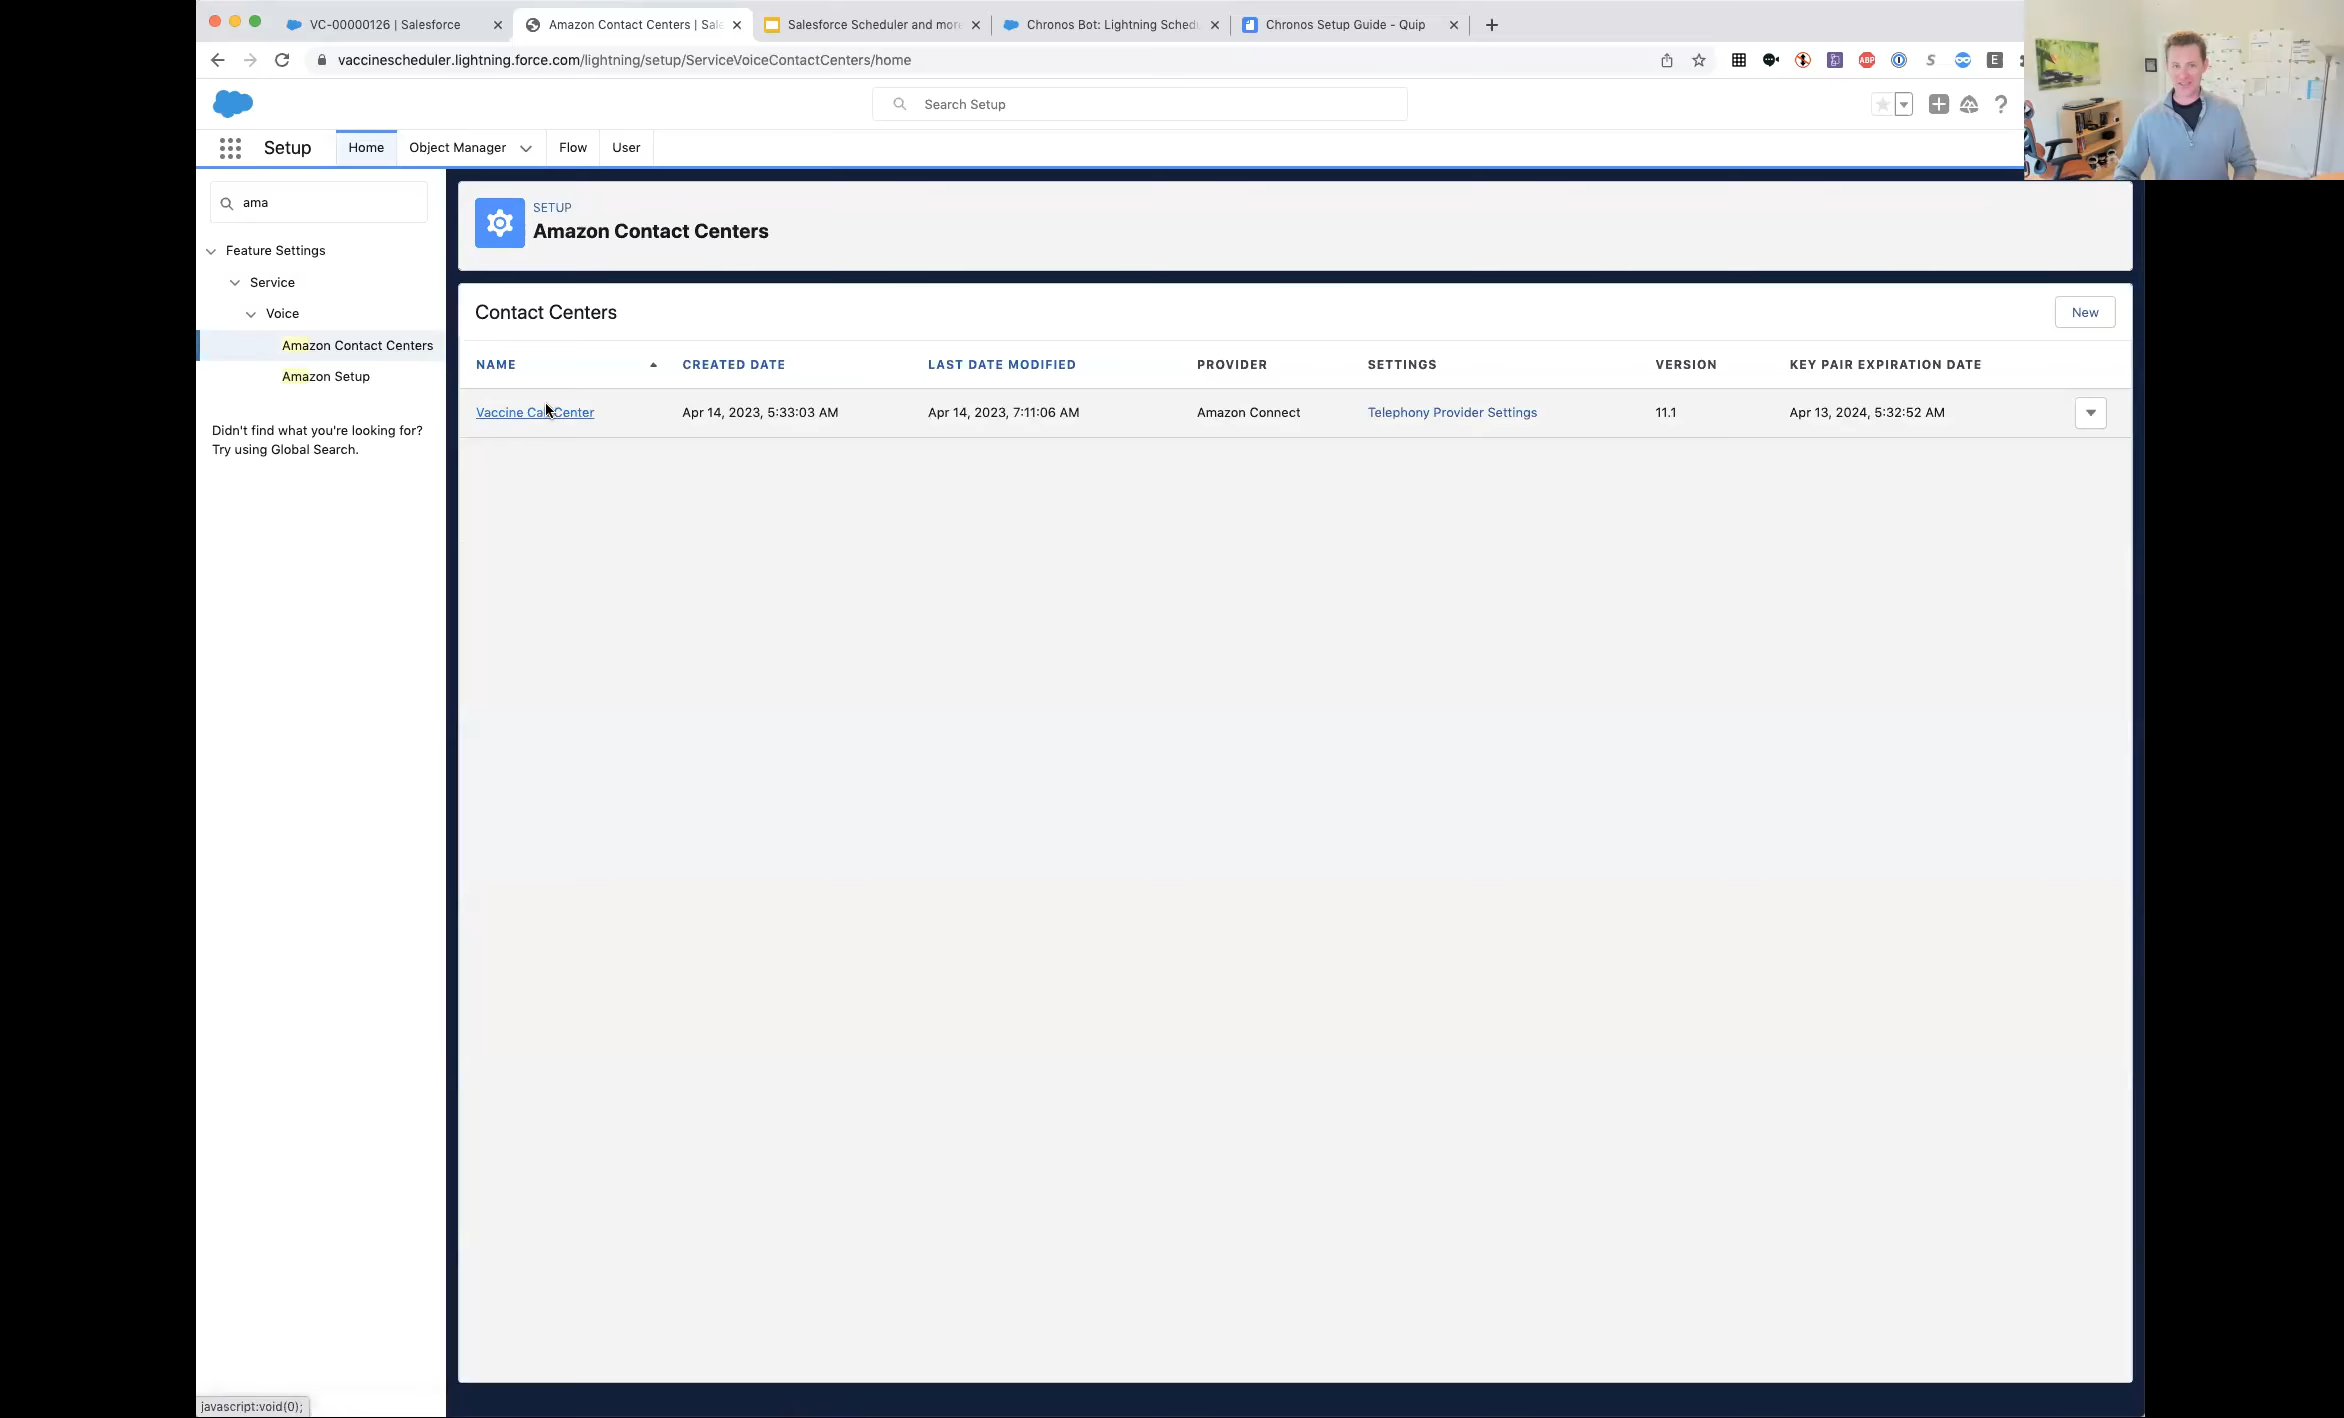 VC-00000126 | Salesforce
Amazon Contact Centers | Sale
Salesforce Scheduler and more
Chronos Bot: Lightning Schedu
Chronos Setup Guide - Quip
vaccinescheduler.lightning.force.com/lightning/setup/ServiceVoiceContactCenters/home
ABP
S
E
Search Setup
Setup
Home
Object Manager
Flow
User
ama
Feature Settings
Service
Voice
Amazon Contact Centers
Amazon Setup
Didn't find what you're looking for?
Try using Global Search.
SETUP
Amazon Contact Centers
Contact Centers
New
NAME CREATED DATE LAST DATE MODIFIED PROVIDER SETTINGS VERSION KEY PAIR EXPIRATION DATE
Vaccine Call Center Apr 14, 2023, 5:33:03 AM Apr 14, 2023, 7:11:06 AM Amazon Connect Telephony Provider Settings 11.1 Apr 13, 2024, 5:32:52 AM
javascript:void(0);